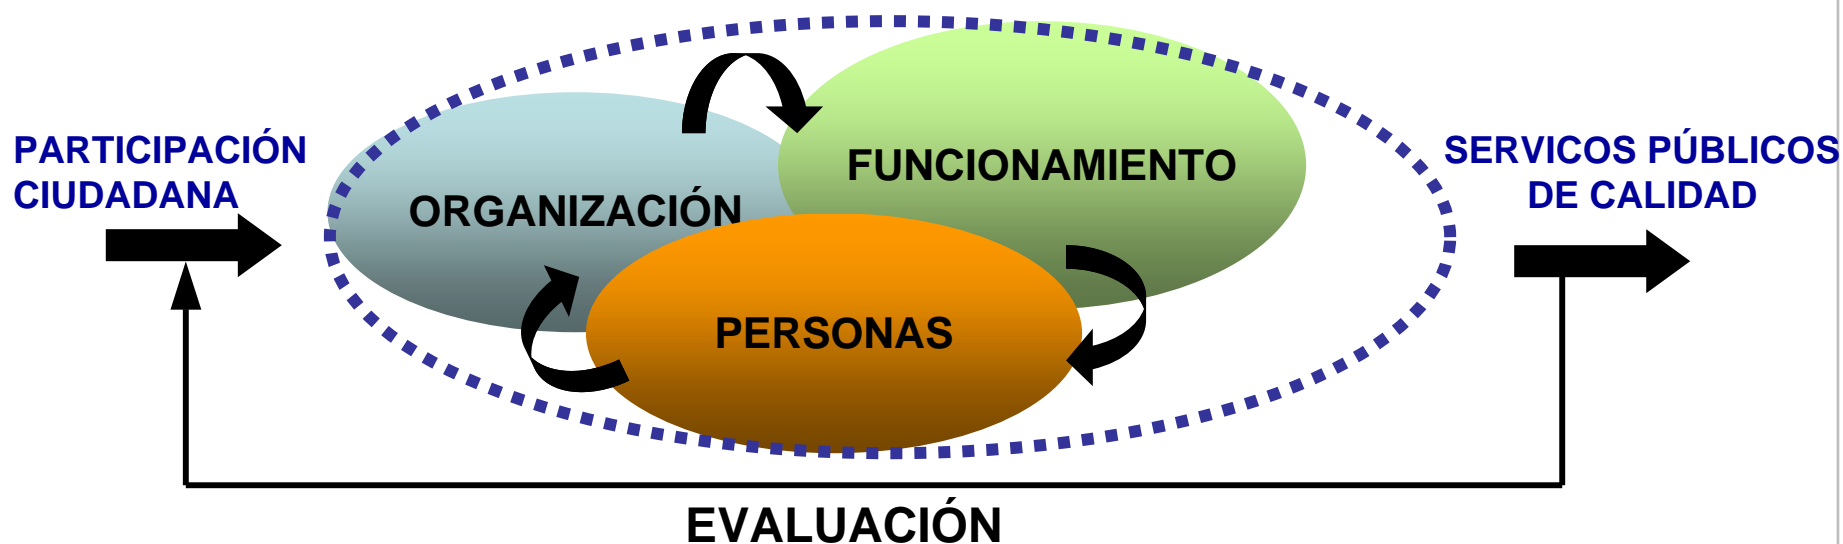 PARTICIPACIÓN
CIUDADANA
ORGANIZACIÓN
FUNCIONAMIENTO
PERSONAS
SERVICOS PÚBLICOS
DE CALIDAD
EVALUACIÓN